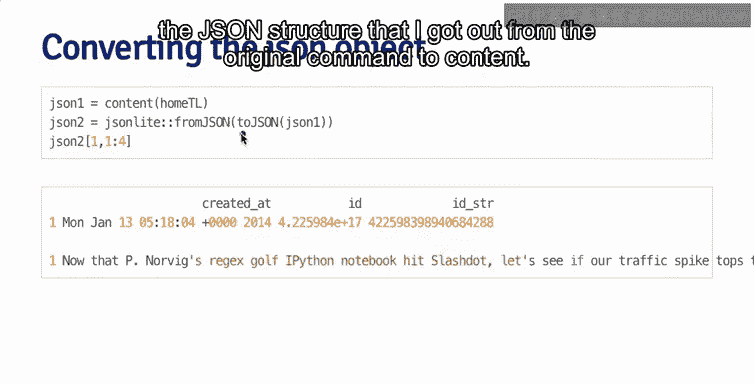 the JSON structure that I got out from the
original command to content.
Converting the json object
json1 = content(homeTL)
json2 = jsonlite::fromJSON(toJSON(json1))
json2[1,1:4]
created_at id id_str
1 Mon Jan 13 05:18:04 +0000 2014 4.225984e+17 422598398940684288
1 Now that P. Norvig's regex golf IPython notebook hit Slashdot, let's see if our traffic spike tops t